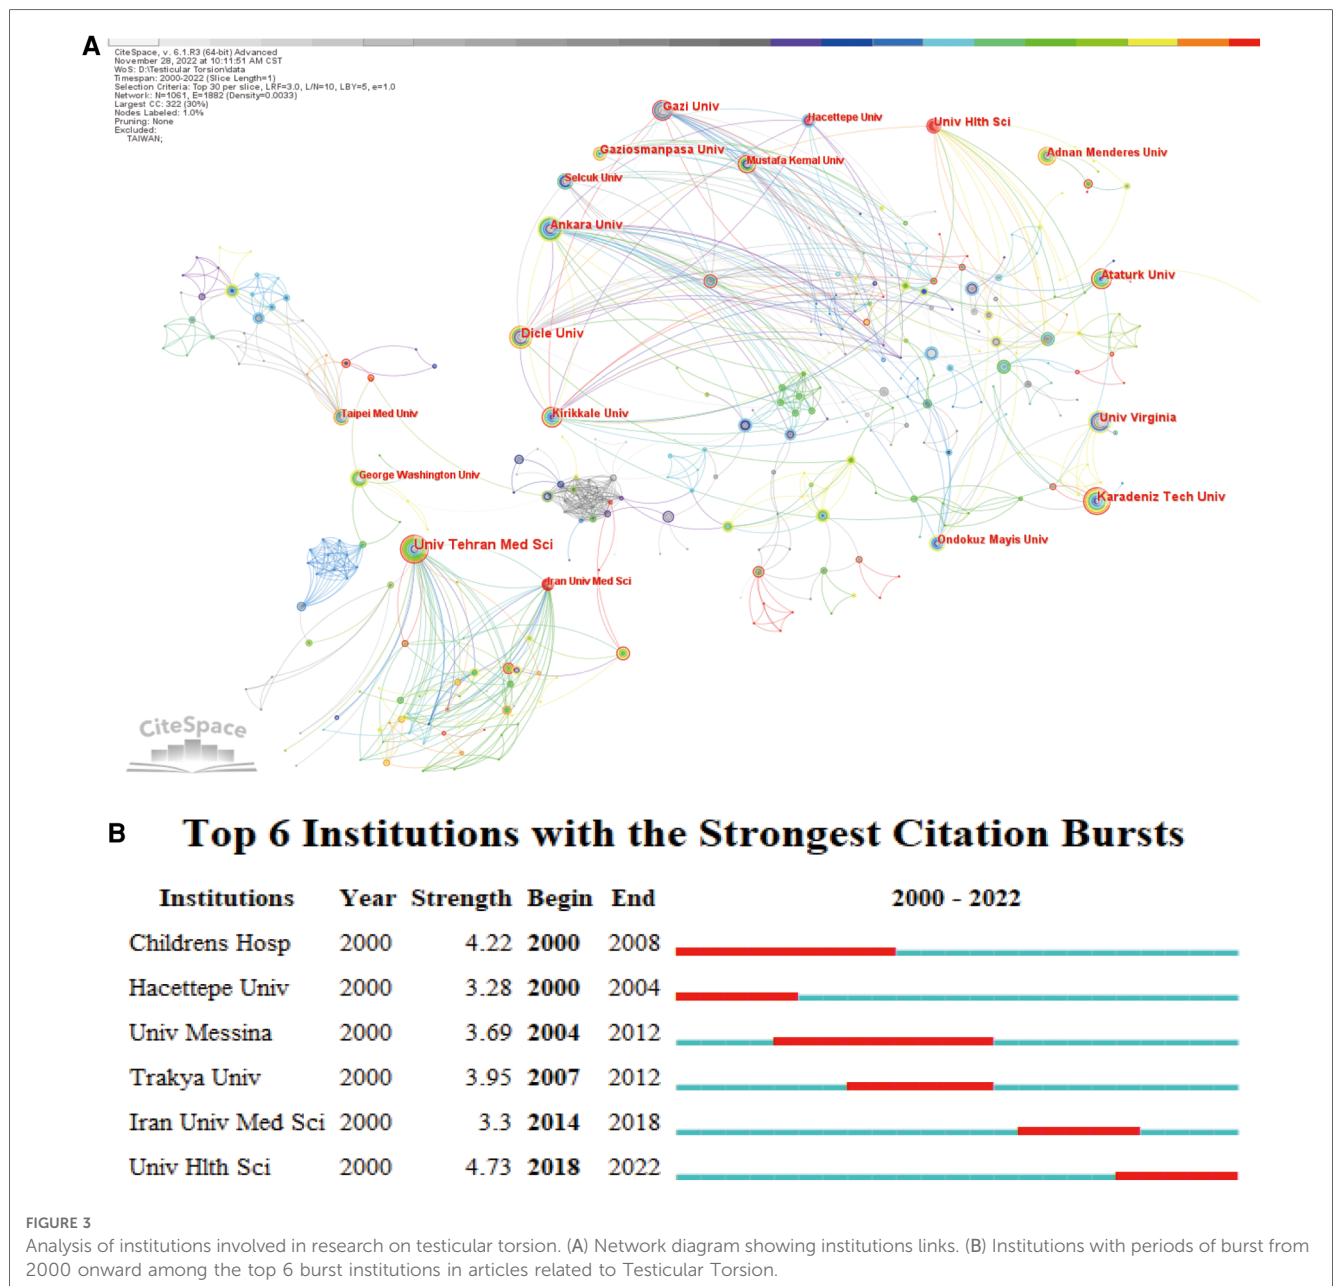 A
CiteSpace, v. 6.1.R3 (64-bit) Advanced
November 28, 2022 at 10:11:51 AM CST
WoS: D:\Testicular Torsion\data
Timespan: 2000-2022 (Slice Length=1)
Selection Criteria: Top 30 per slice, LRF=3.0, L/N=10, LBY=5, e=1.0
Network: N=1061, E=1882 (Density=0.0033)
Largest CC: 322 (30%)
Nodes Labeled: 1.0%
Pruning: None
Excluded:
TAIWAN;
Gazi Univ
Hacettepe Univ
Univ Hlth Sci
Gaziosmanpasa Univ
Mustafa Kemal Univ
Adnan Menderes Univ
Selcuk Univ
Ankara Univ
Ataturk Univ
Dicle Univ
Taipei Med Univ
Kirikkale Univ
Univ Virginia
George Washington Univ
Karadeniz Tech Univ
Univ Tehran Med Sci
Ondokuz Mayis Univ
Iran Univ Med Sci
CiteSpace
B Top 6 Institutions with the Strongest Citation Bursts
Institutions Year Strength Begin End 2000 - 2022
Childrens Hosp 2000 4.22 2000 2008
Hacettepe Univ 2000 3.28 2000 2004
Univ Messina 2000 3.69 2004 2012
Trakya Univ 2000 3.95 2007 2012
Iran Univ Med Sci 2000 3.3 2014 2018
Univ Hlth Sci 2000 4.73 2018 2022
FIGURE 3
Analysis of institutions involved in research on testicular torsion. (A) Network diagram showing institutions links. (B) Institutions with periods of burst from
2000 onward among the top 6 burst institutions in articles related to Testicular Torsion.